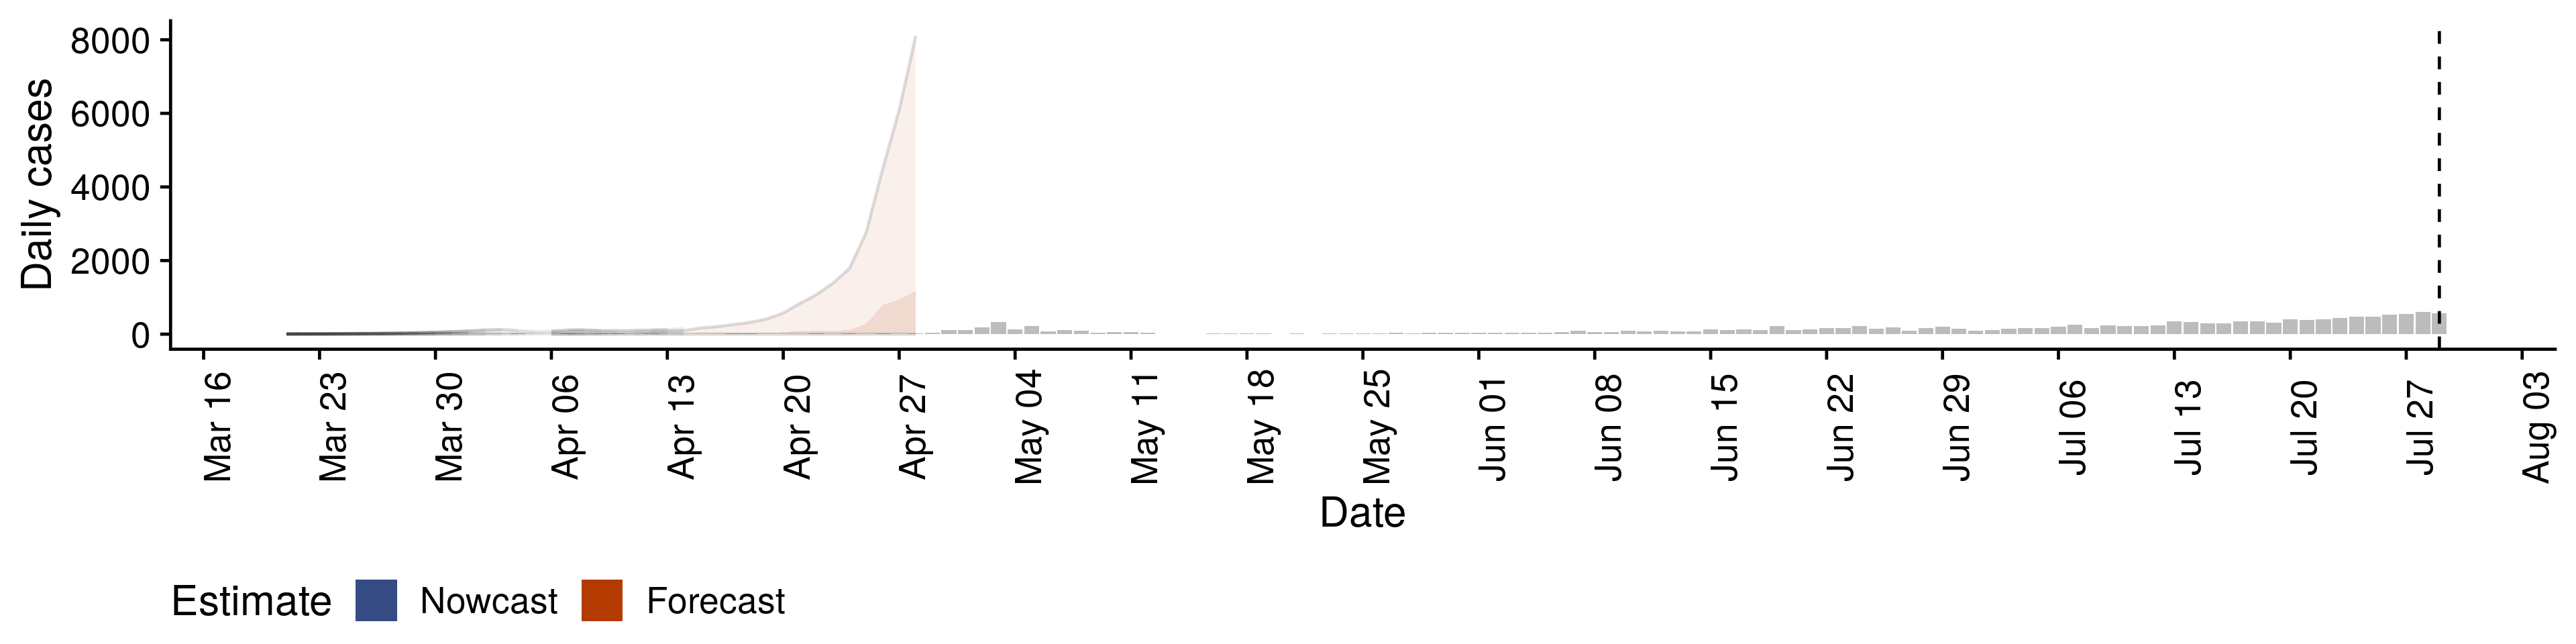 Daily cases
8000
6000
4000
2000
0
Mar 16
Mar 23
Mar 30
Apr 06
Apr 13
Apr 20
Apr 27
May 04
May 11
May 18
May 25
Jun 01
Jun 08
Jun 15
Jun 22
Jun 29
Jul 06
Jul 13
Jul 20
Jul 27
Aug 03
Date
Estimate Nowcast Forecast